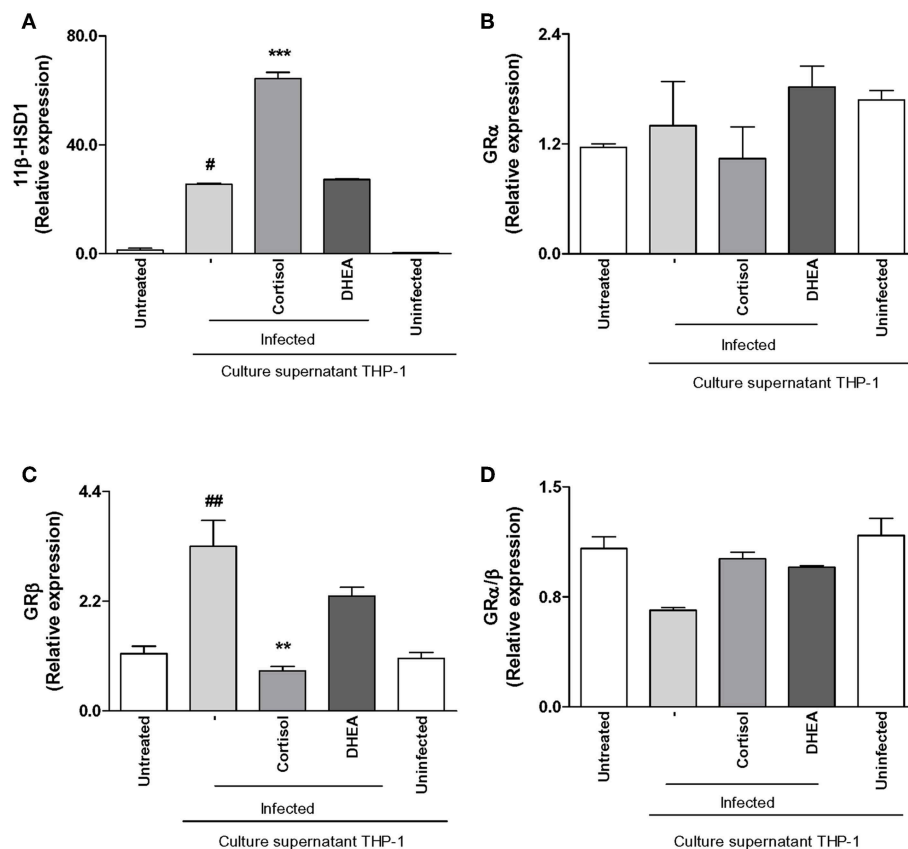 A
11β-HSD1
(Relative expression)
80.0
40.0
0.0
#
***
Untreated
-
Cortisol
DHEA
Uninfected
Infected
Culture supernatant THP-1
B
GRα
(Relative expression)
2.4
1.2
0.0
Untreated
-
Cortisol
DHEA
Uninfected
Infected
Culture supernatant THP-1
C
GRβ
(Relative expression)
4.4
2.2
0.0
##
**
Untreated
-
Cortisol
DHEA
Uninfected
Infected
Culture supernatant THP-1
D
GRα/β
(Relative expression)
1.5
0.8
0.0
Untreated
-
Cortisol
DHEA
Uninfected
Infected
Culture supernatant THP-1